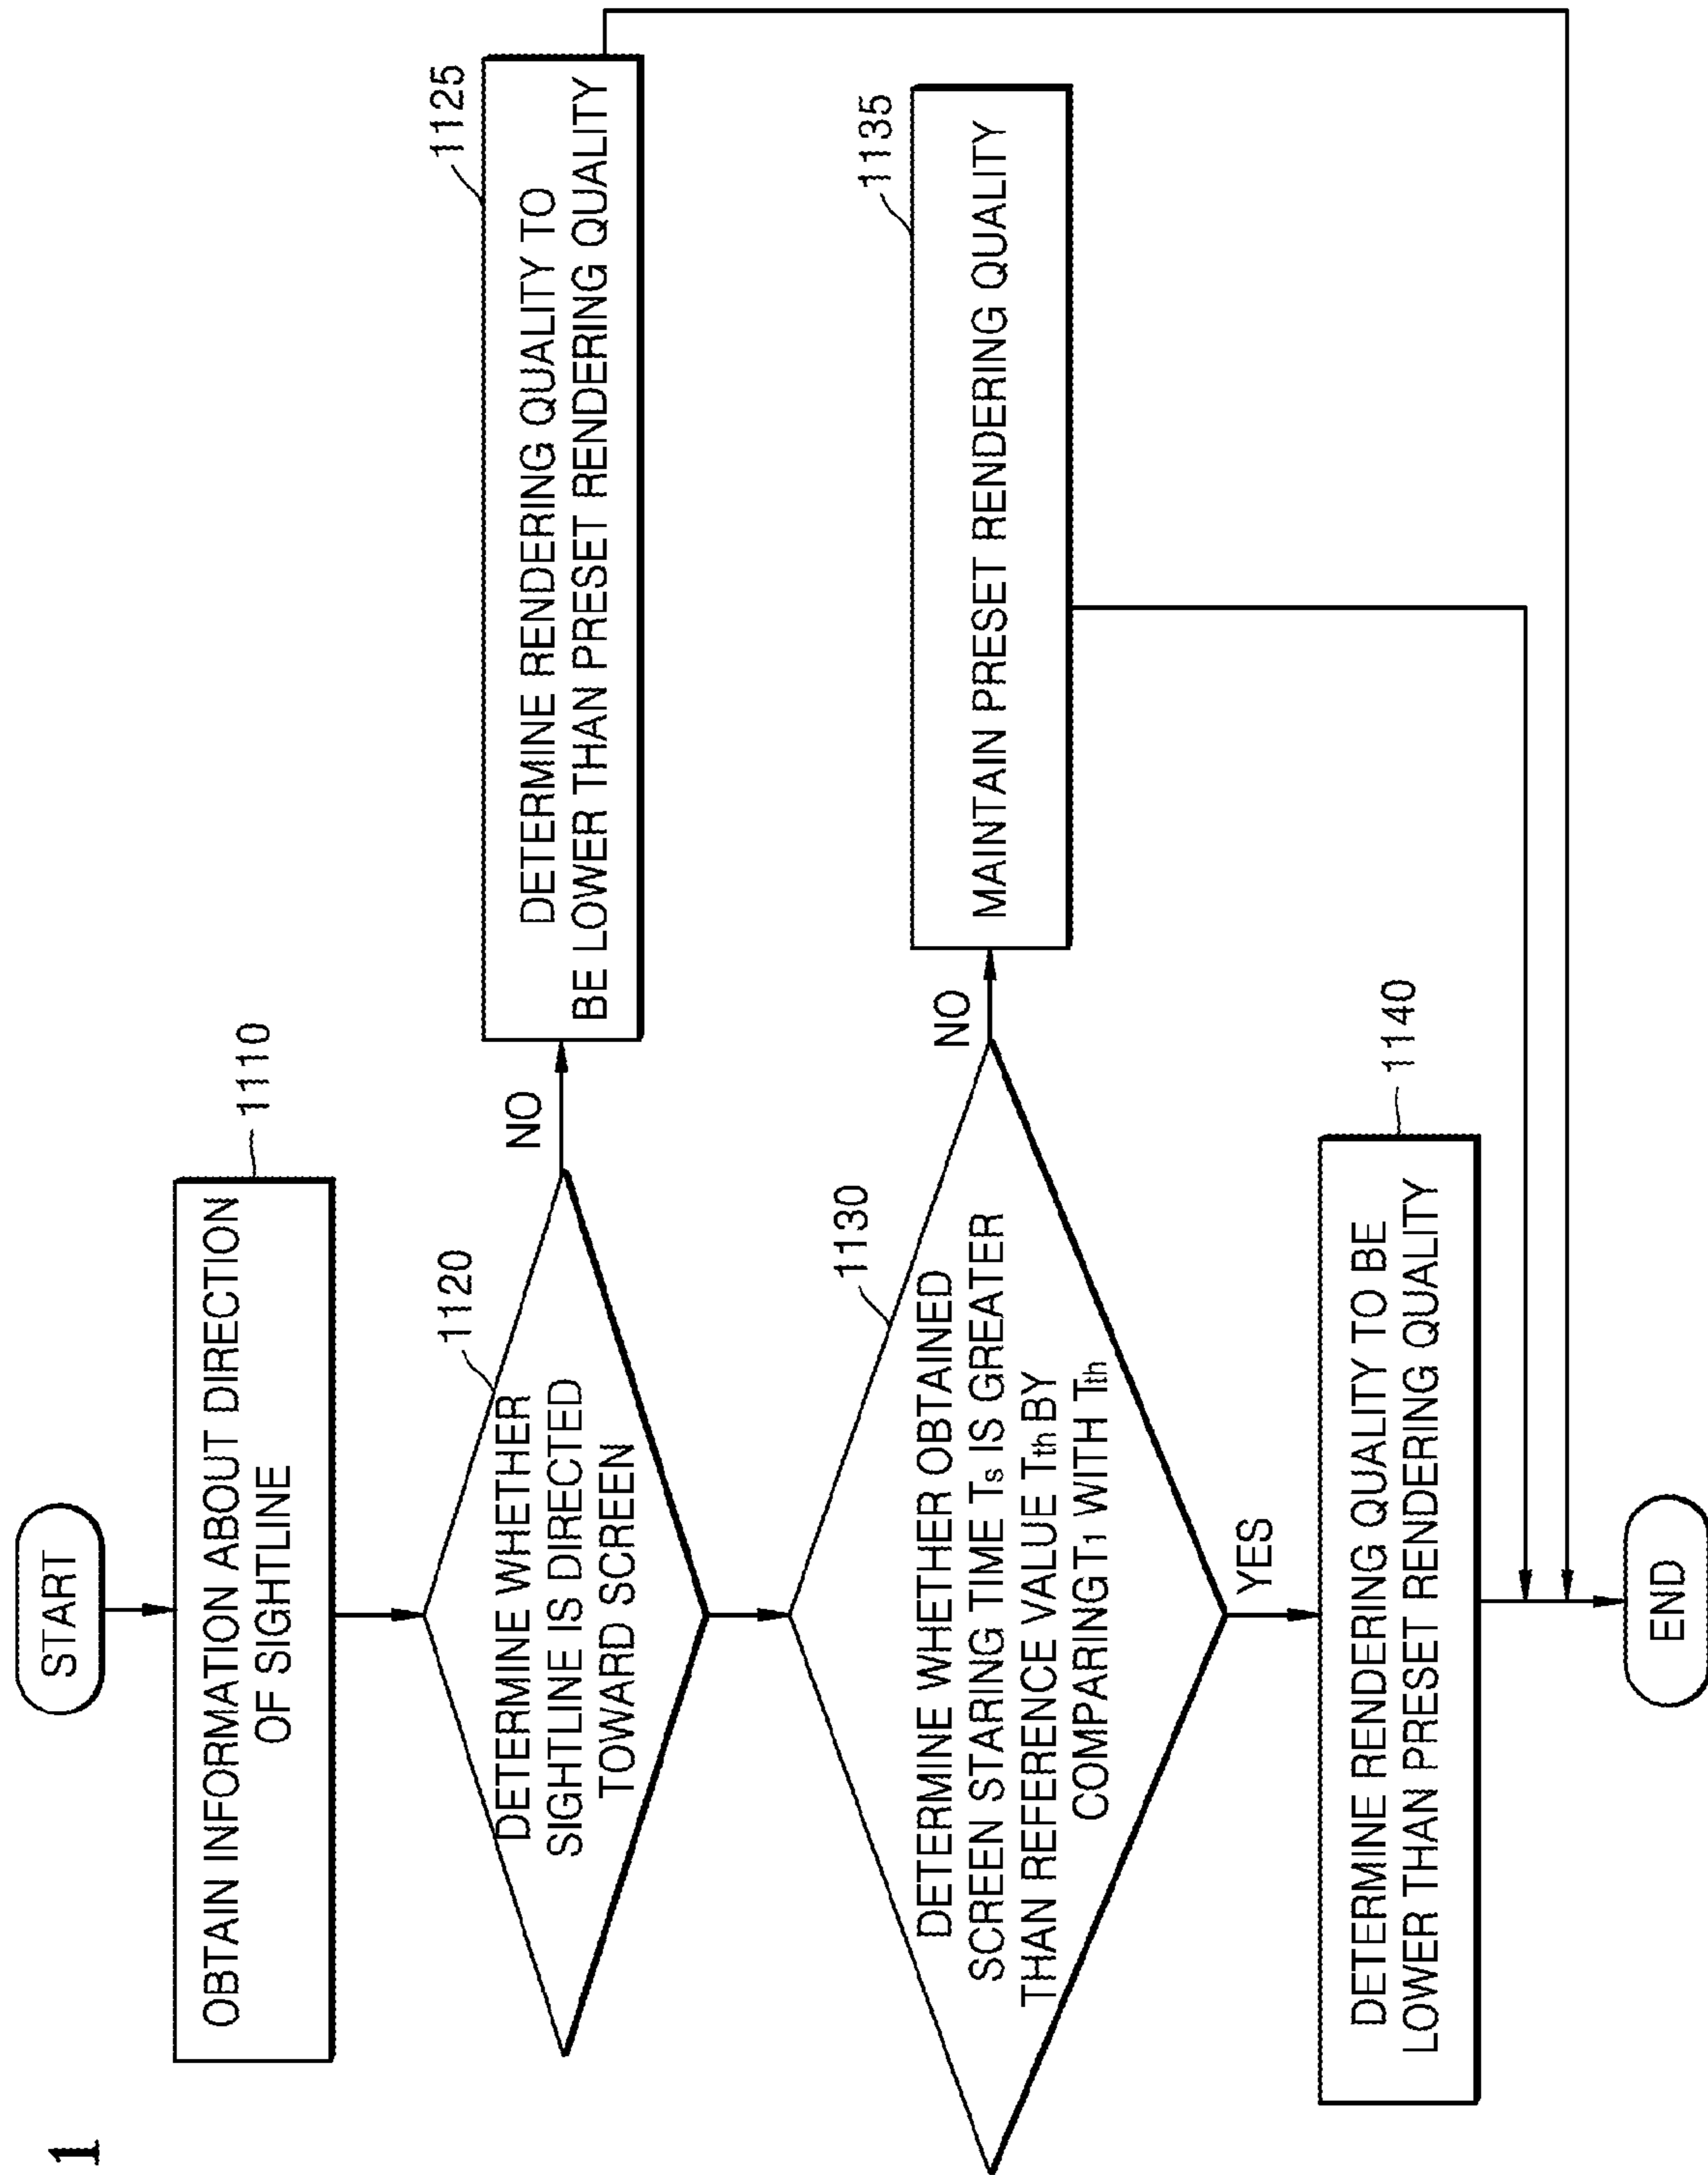 1
START
OBTAIN INFORMATION ABOUT DIRECTION
OF SIGHTLINE
1110
DETERMINE WHETHER
SIGHTLINE IS DIRECTED
TOWARD SCREEN
1120
NO
DETERMINE RENDERING QUALITY TO
BE LOWER THAN PRESET RENDERING QUALITY
1125
DETERMINE WHETHER OBTAINED
SCREEN STARING TIME Ts IS GREATER
THAN REFERENCE VALUE Tth BY
COMPARING T1 WITH Tth
1130
NO
MAINTAIN PRESET RENDERING QUALITY
1135
YES
DETERMINE RENDERING QUALITY TO BE
LOWER THAN PRESET RENDERING QUALITY
1140
END